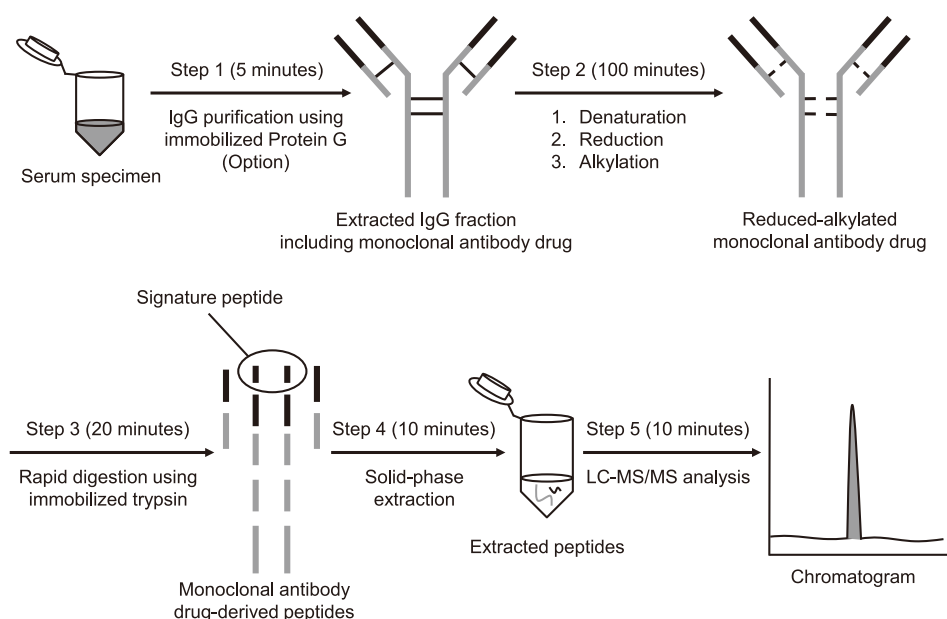 Step 1 (5 minutes)
IgG purification using
immobilized Protein G
(Option)
Serum specimen
Extracted IgG fraction
including monoclonal antibody drug
Step 2 (100 minutes)
1. Denaturation
2. Reduction
3. Alkylation
Reduced-alkylated
monoclonal antibody drug
Signature peptide
Step 3 (20 minutes)
Rapid digestion using
immobilized trypsin
Monoclonal antibody
drug-derived peptides
Step 4 (10 minutes)
Solid-phase
extraction
Extracted peptides
Step 5 (10 minutes)
LC-MS/MS analysis
Chromatogram